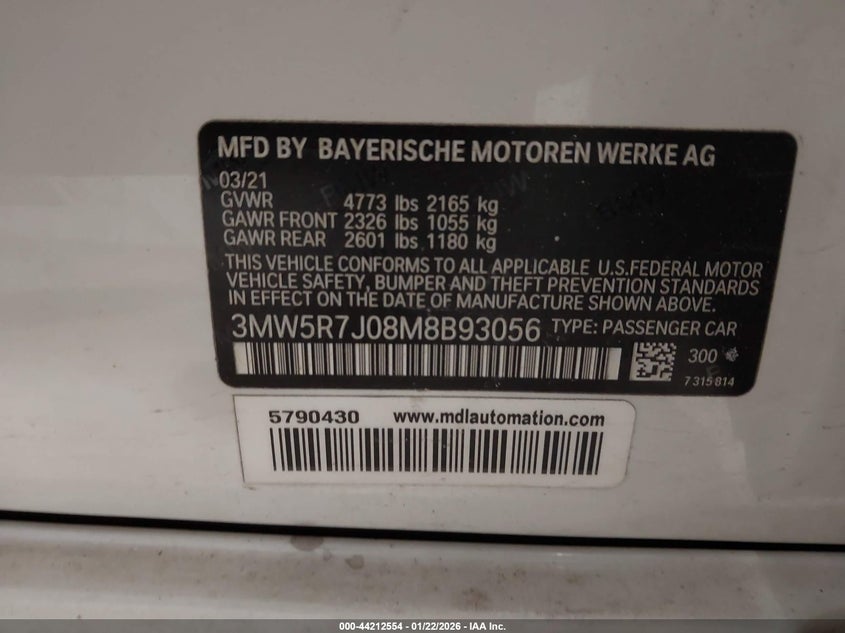 MFD BY BAYERISCHE MOTOREN WERKE AG
03/21
GVWR 4773 lbs 2165 kg
GAWR FRONT 2326 lbs 1055 kg
GAWR REAR 2601 lbs 1180 kg
THIS VEHICLE CONFORMS TO ALL APPLICABLE U.S.FEDERAL MOTOR
VEHICLE SAFETY, BUMPER AND THEFT PREVENTION STANDARDS
IN EFFECT ON THE DATE OF MANUFACTURE SHOWN ABOVE.
3MW5R7J08M8B93056 TYPE: PASSENGER CAR
300
7 315 814
5790430 www.mdlautomation.com
000-44212554 - 01/22/2026 - IAA Inc.